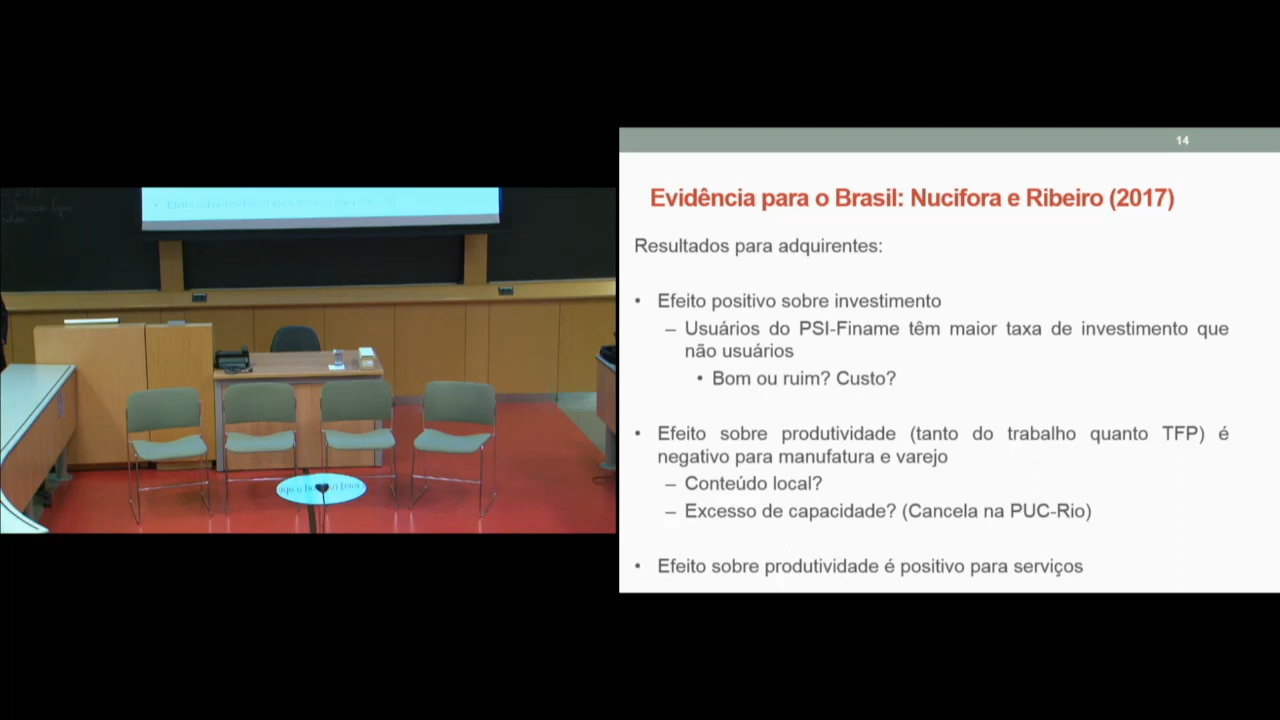 14
Evidência para o Brasil: Nucifora e Ribeiro (2017)
Resultados para adquirentes:
• Efeito positivo sobre investimento
– Usuários do PSI-Finame têm maior taxa de investimento que
não usuários
• Bom ou ruim? Custo?
• Efeito sobre produtividade (tanto do trabalho quanto TFP) é
negativo para manufatura e varejo
– Conteúdo local?
– Excesso de capacidade? (Cancela na PUC-Rio)
• Efeito sobre produtividade é positivo para serviços